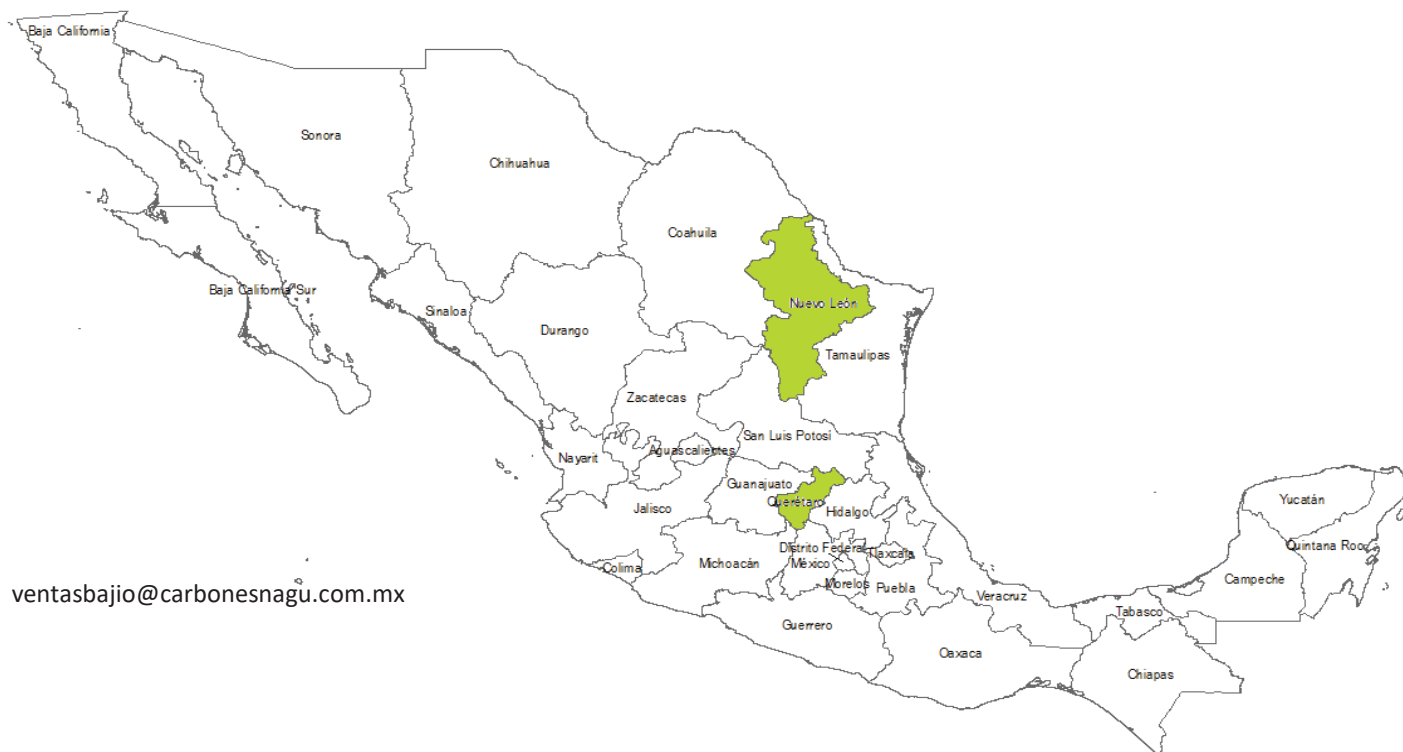 Baja California
Sonora
Chihuahua
Coahuila
Baja California Sur
Nuevo León
Sinaloa
Durango
Tamaulipas
Zacatecas
San Luis Potosí
Aguascalientes
Nayarit
Guanajuato
Querétaro
Yucatán
Jalisco
Hidalgo
Distrito Federal
Tlaxcala
Quintana Roo
Colima
Michoacán
México
Campeche
Morelos
Puebla
ventasbajio@carbonesnagu.com.mx
Veracruz
Tabasco
Guerrero
Oaxaca
Chiapas